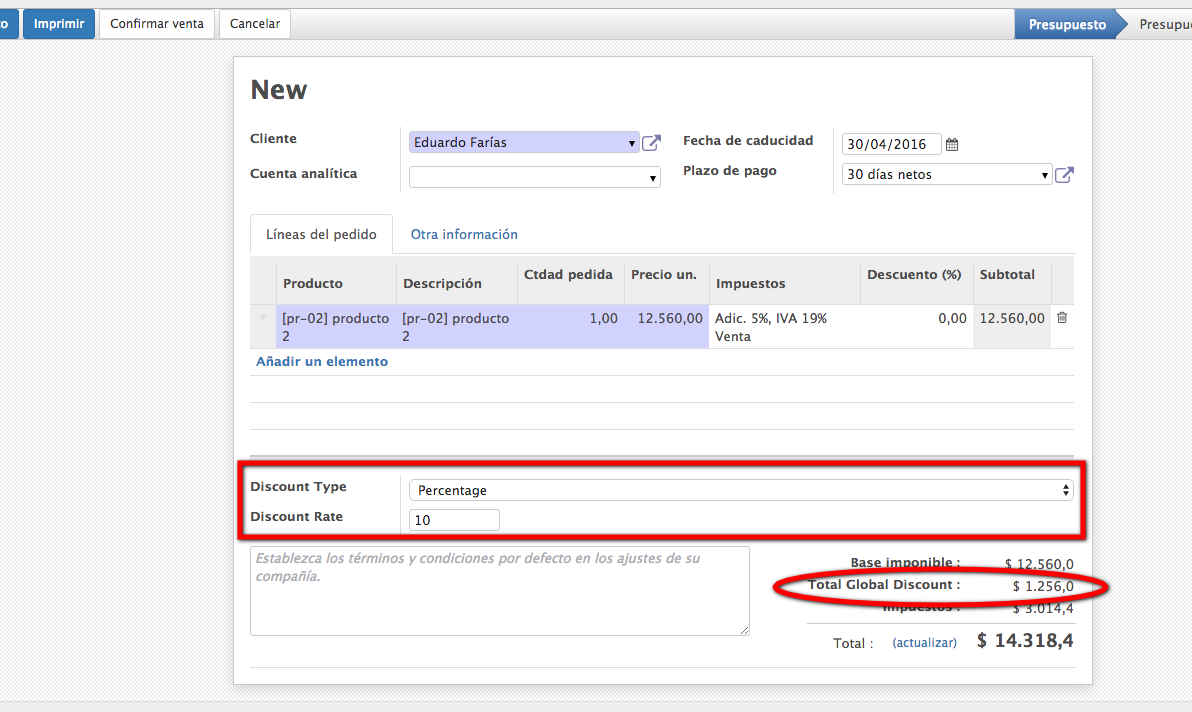 o Imprimir Confirmar venta Cancelar Presupuesto Presupu
New
Cliente Eduardo Farías Fecha de caducidad 30/04/2016
Cuenta analítica Plazo de pago 30 días netos
Líneas del pedido Otra información
Producto Descripción Ctdad pedida Precio un. Impuestos Descuento (%) Subtotal
[pr-02] producto [pr-02] producto 1,00 12.560,00 Adic. 5%, IVA 19% 0,00 12.560,00
2 2 Venta
Añadir un elemento
Discount Type Percentage
Discount Rate 10
Establezca los términos y condiciones por defecto en los ajustes de su
compañía.
Base imponible : $ 12.560,0
Total Global Discount : $ 1.256,0
Impuestos : $ 3.014,4
Total : (actualizar) $ 14.318,4